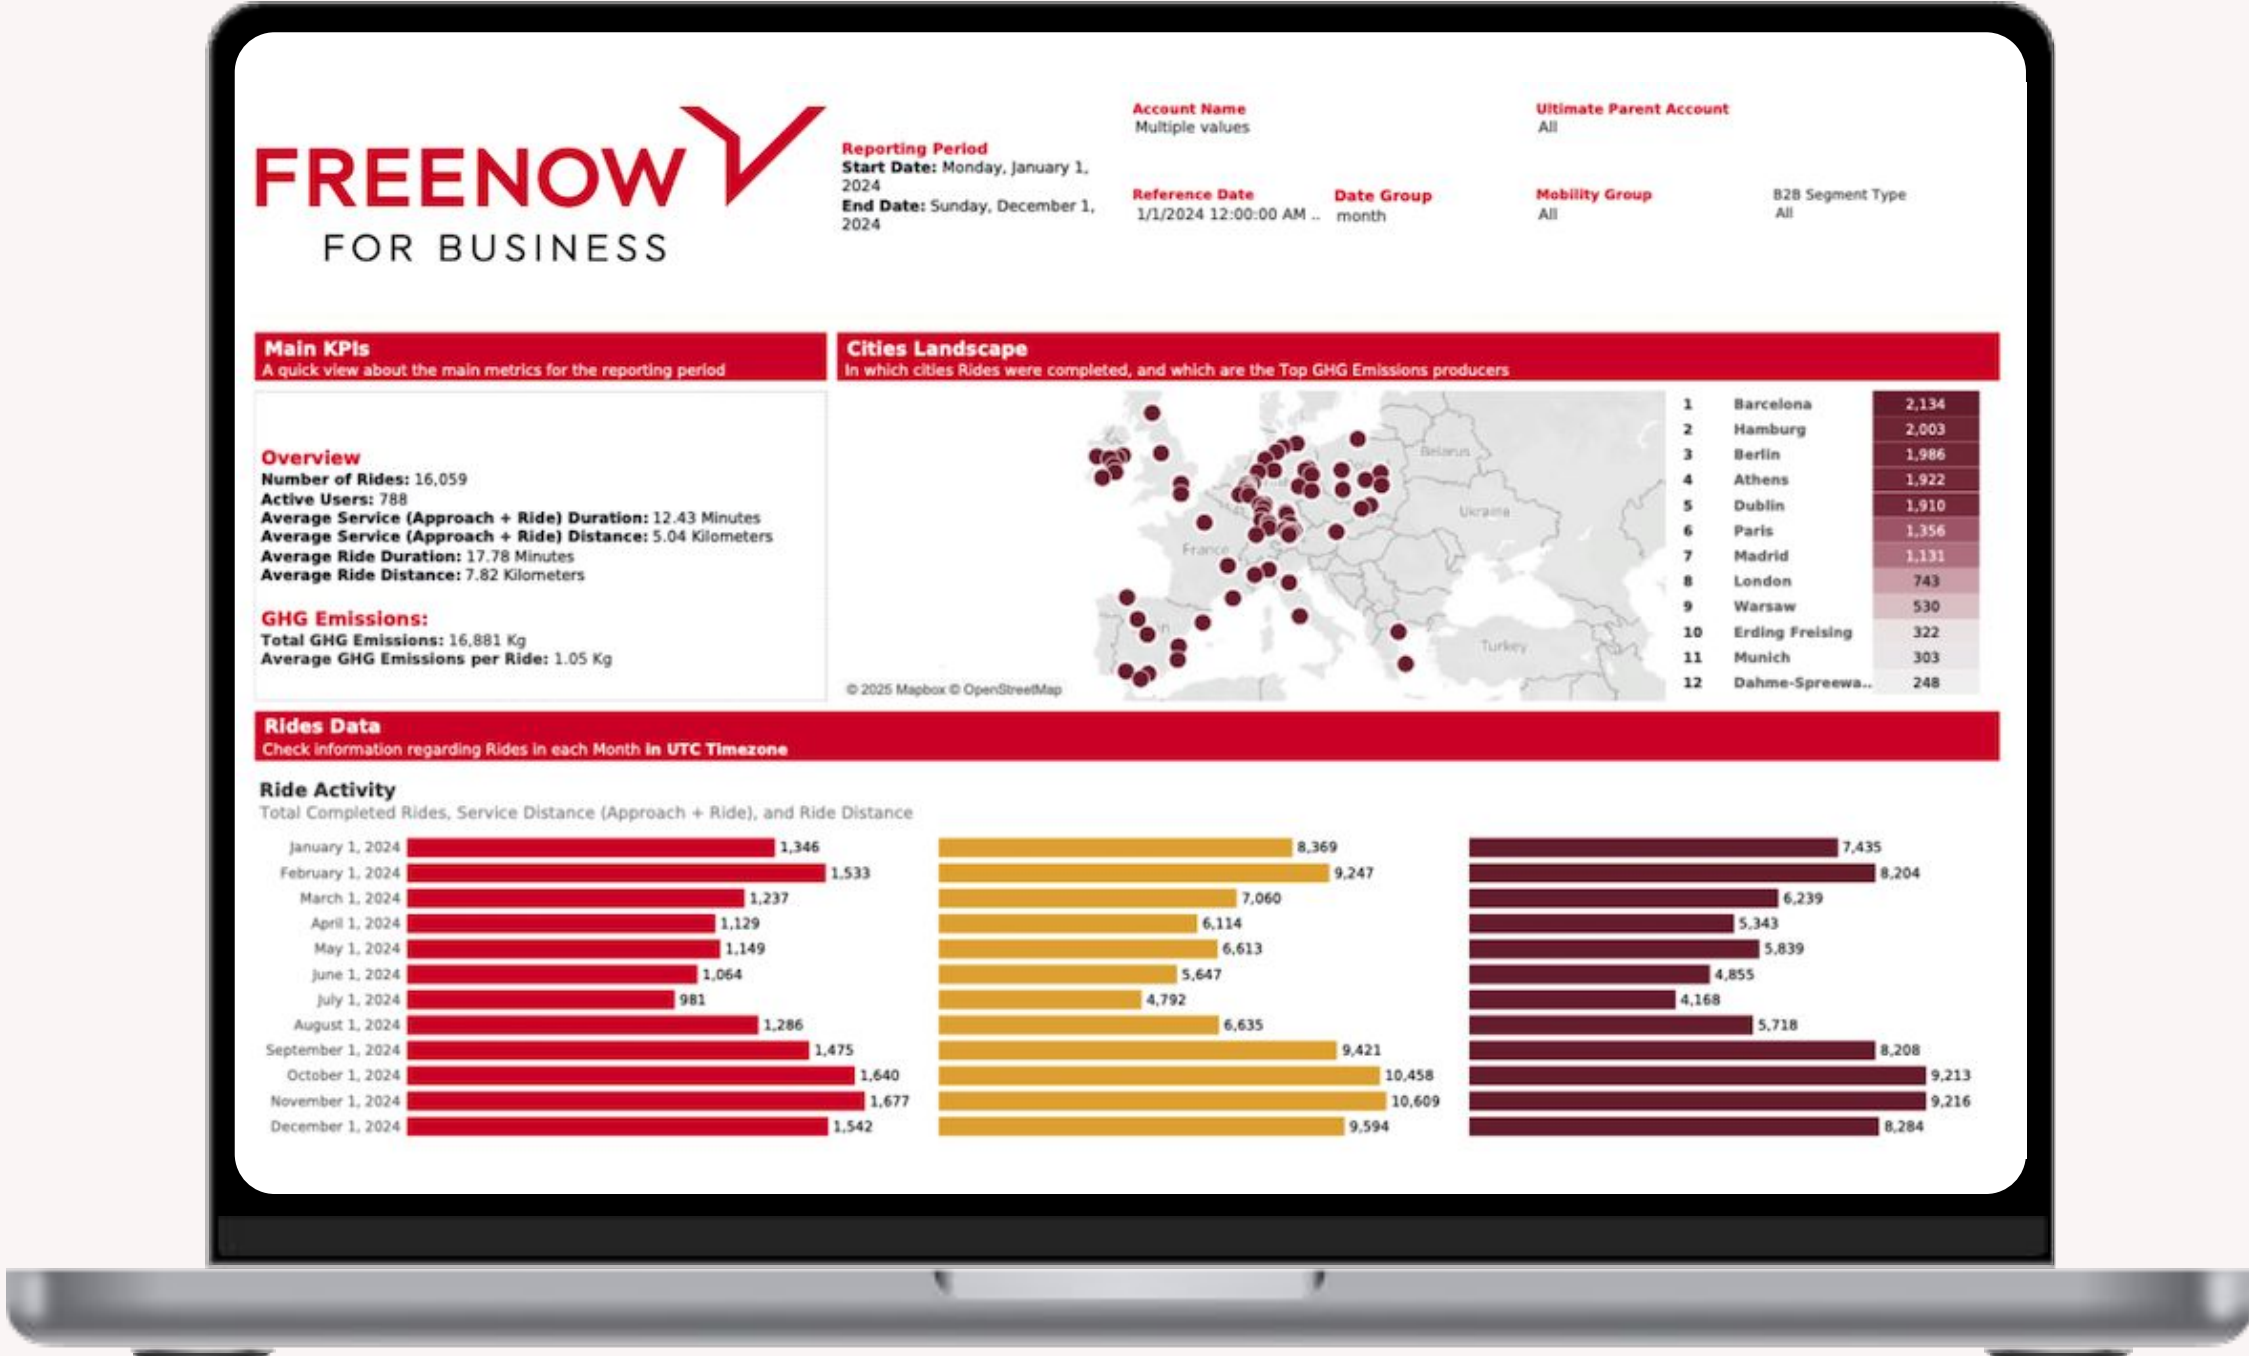 FREENOW
FOR BUSINESS
Reporting Period
Start Date: Monday, January 1,
2024
End Date: Sunday, December 1,
2024
Account Name
Multiple values
Ultimate Parent Account
All
Reference Date
1/1/2024 12:00:00 AM ..
Date Group
month
Mobility Group
All
B2B Segment Type
All
Main KPIs
A quick view about the main metrics for the reporting period
Overview
Number of Rides: 16,059
Active Users: 788
Average Service (Approach + Ride) Duration: 12.43 Minutes
Average Service (Approach + Ride) Distance: 5.04 Kilometers
Average Ride Duration: 17.78 Minutes
Average Ride Distance: 7.82 Kilometers
GHG Emissions:
Total GHG Emissions: 16,881 Kg
Average GHG Emissions per Ride: 1.05 Kg
Cities Landscape
In which cities Rides were completed, and which are the Top GHG Emissions producers
Belarus
Ukraine
France
Turkey
© 2025 Mapbox © OpenStreetMap
1 Barcelona 2,134
2 Hamburg 2,003
3 Berlin 1,986
4 Athens 1,922
5 Dublin 1,910
6 Paris 1,356
7 Madrid 1,131
8 London 743
9 Warsaw 530
10 Erding Freising 322
11 Munich 303
12 Dahme-Spreewa.. 248
Rides Data
Check information regarding Rides in each Month in UTC Timezone
Ride Activity
Total Completed Rides, Service Distance (Approach + Ride), and Ride Distance
January 1, 2024 1,346 8,369 7,435
February 1, 2024 1,533 9,247 8,204
March 1, 2024 1,237 7,060 6,239
April 1, 2024 1,129 6,114 5,343
May 1, 2024 1,149 6,613 5,839
June 1, 2024 1,064 5,647 4,855
July 1, 2024 981 4,792 4,168
August 1, 2024 1,286 6,635 5,718
September 1, 2024 1,475 9,421 8,208
October 1, 2024 1,640 10,458 9,213
November 1, 2024 1,677 10,609 9,216
December 1, 2024 1,542 9,594 8,284